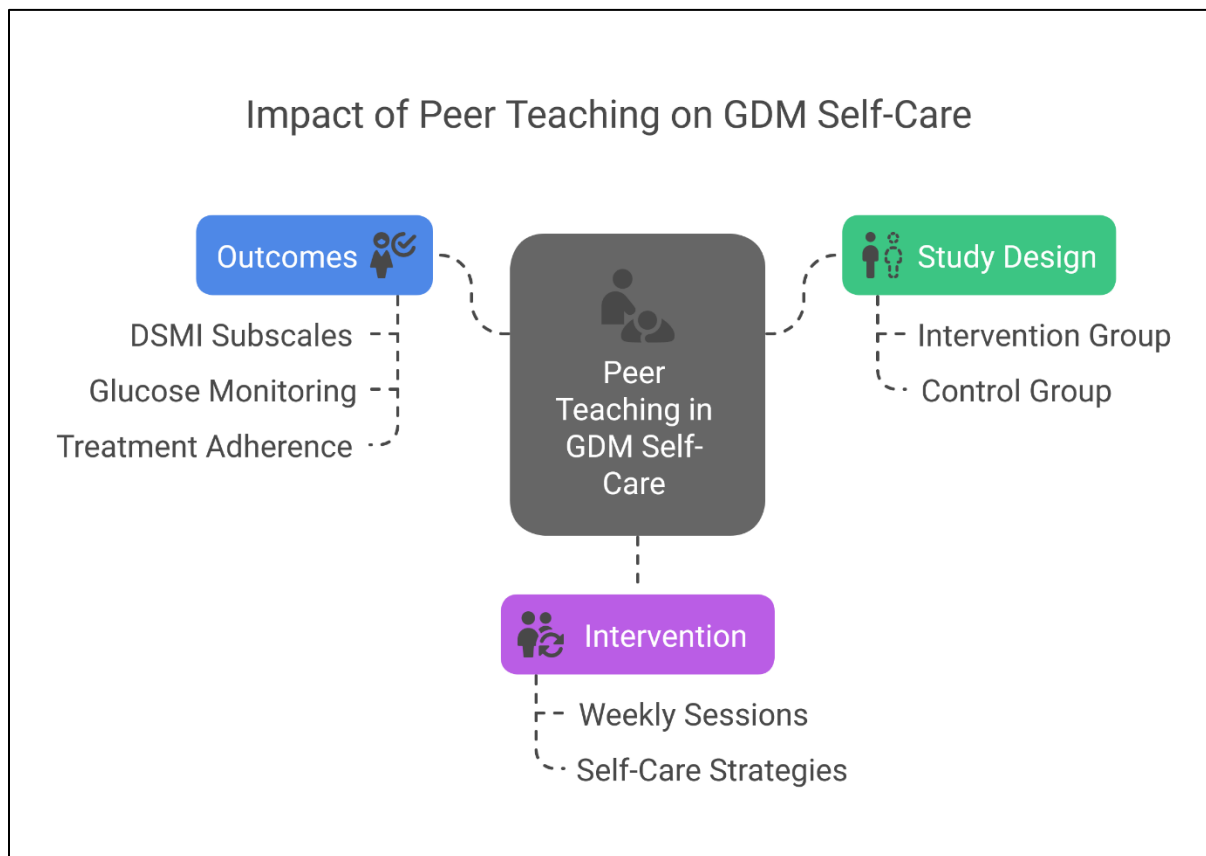 Impact of Peer Teaching on GDM Self-Care
Outcomes
DSMI Subscales
Glucose Monitoring
Treatment Adherence
Peer
Teaching in
GDM Self-
Care
Study Design
Intervention Group
Control Group
Intervention
Weekly Sessions
Self-Care Strategies